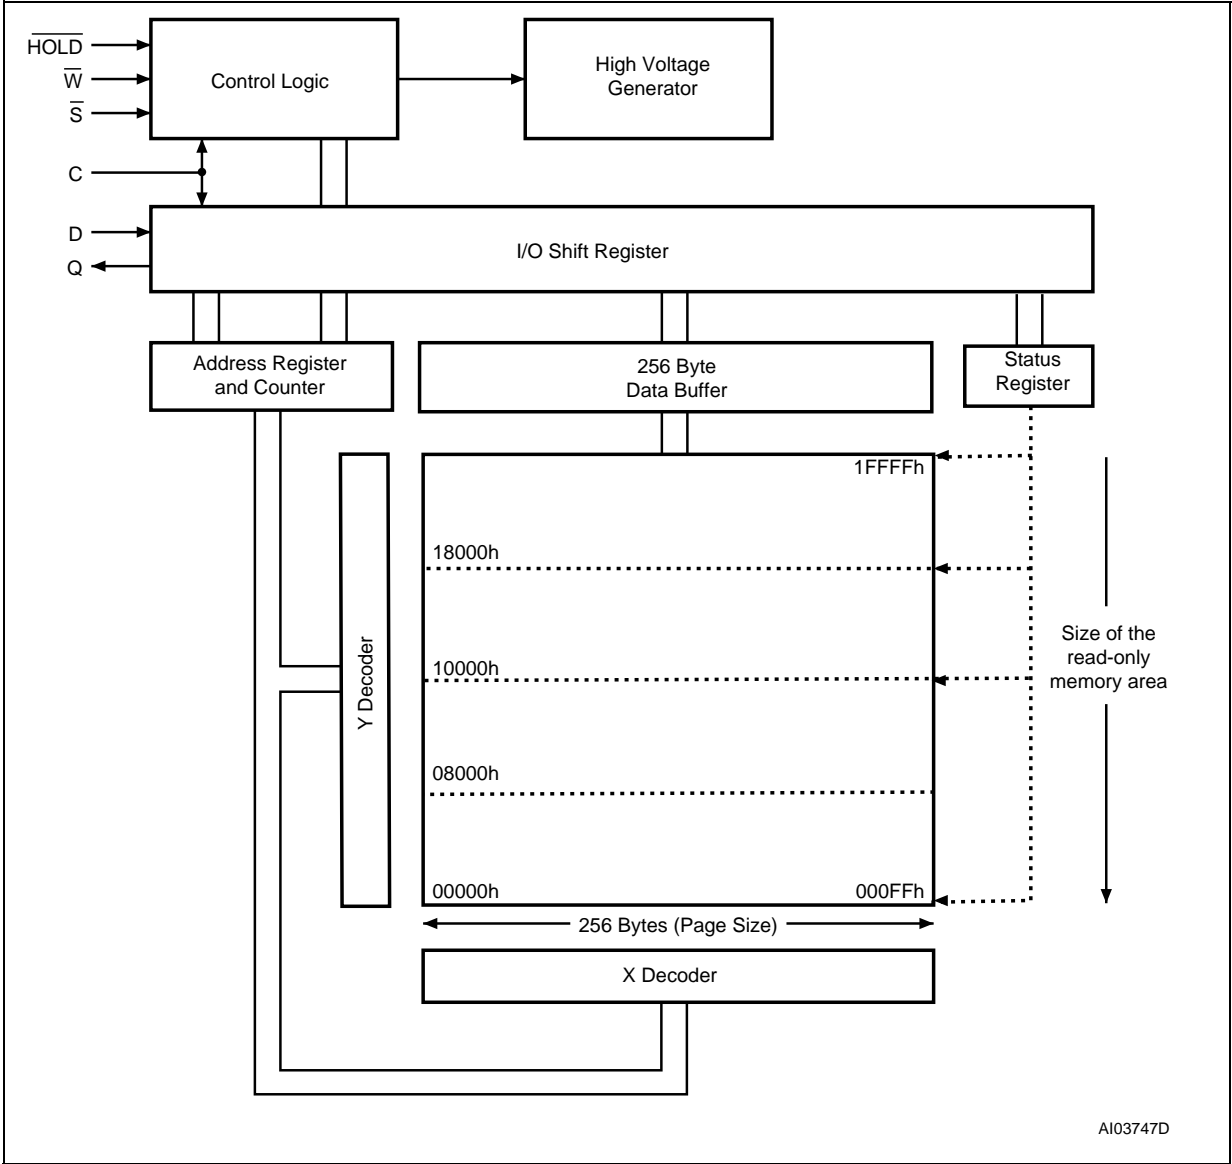 HOLD
W
S
C
D
Q
Control Logic
High Voltage
Generator
I/O Shift Register
Address Register
and Counter
256 Byte
Data Buffer
Status
Register
1FFFFh
18000h
10000h
08000h
00000h
000FFh
Y Decoder
Size of the
read-only
memory area
256 Bytes (Page Size)
X Decoder
AI03747D